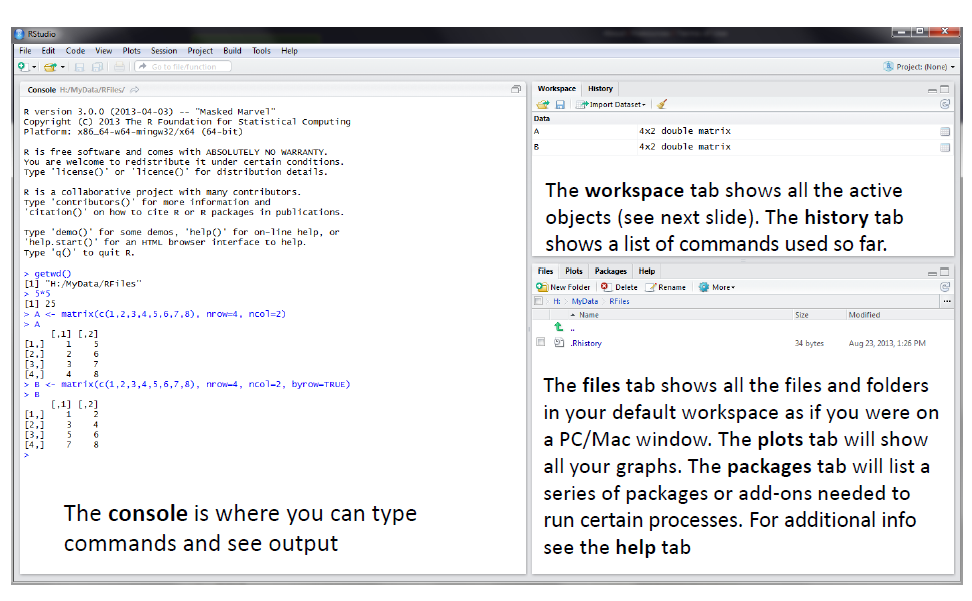 RStudio
File Edit Code View Plots Session Project Build Tools Help
Go to file/function
Project: (None)
Console H:/MyData/RFiles/
R version 3.0.0 (2013-04-03) -- "Masked Marvel"
Copyright (C) 2013 The R Foundation for Statistical Computing
Platform: x86_64-w64-mingw32/x64 (64-bit)
R is free software and comes with ABSOLUTELY NO WARRANTY.
You are welcome to redistribute it under certain conditions.
Type 'license()' or 'licence()' for distribution details.
R is a collaborative project with many contributors.
Type 'contributors()' for more information and
'citation()' on how to cite R or R packages in publications.
Type 'demo()' for some demos, 'help()' for on-line help, or
'help.start()' for an HTML browser interface to help.
Type 'q()' to quit R.
> getwd()
[1] "H:/MyData/RFiles"
> 5*5
[1] 25
> A <- matrix(c(1,2,3,4,5,6,7,8), nrow=4, ncol=2)
> A
[,1] [,2]
[1,] 1 5
[2,] 2 6
[3,] 3 7
[4,] 4 8
> B <- matrix(c(1,2,3,4,5,6,7,8), nrow=4, ncol=2, byrow=TRUE)
> B
[,1] [,2]
[1,] 1 2
[2,] 3 4
[3,] 5 6
[4,] 7 8
>
The console is where you can type
commands and see output
Workspace History
Import Dataset
Data
A 4x2 double matrix
B 4x2 double matrix
The workspace tab shows all the active
objects (see next slide). The history tab
shows a list of commands used so far.
Files Plots Packages Help
New Folder Delete Rename More
H: MyData RFiles
Name Size Modified
..
.Rhistory 34 bytes Aug 23, 2013, 1:26 PM
The files tab shows all the files and folders
in your default workspace as if you were on
a PC/Mac window. The plots tab will show
all your graphs. The packages tab will list a
series of packages or add-ons needed to
run certain processes. For additional info
see the help tab